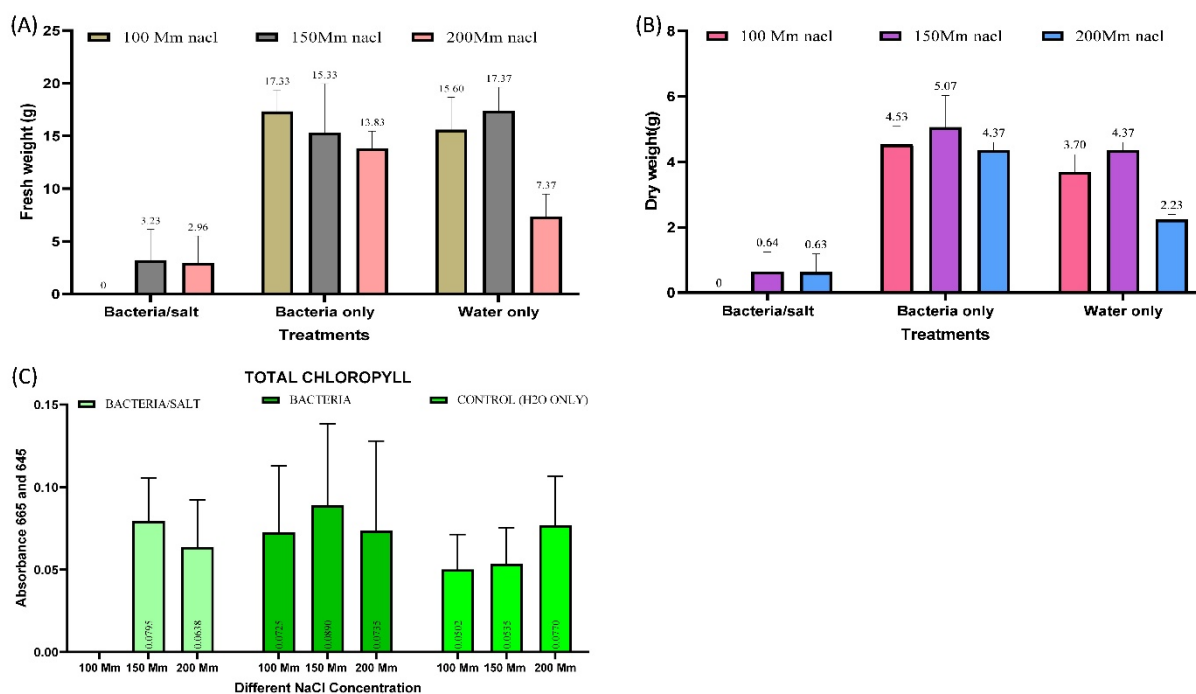 (A)
100 Mm nacl 150Mm nacl 200Mm nacl
Fresh weight (g)
25
20
15
10
5
0
0
3.23
2.96
17.33
15.33
13.83
15.60
17.37
7.37
Bacteria/salt Bacteria only Water only
Treatments
(B)
100 Mm nacl 150Mm nacl 200Mm nacl
Dry weight(g)
8
6
4
2
0
0
0.64
0.63
4.53
5.07
4.37
3.70
4.37
2.23
Bacteria/salt Bacteria only Water only
Treatments
(C)
TOTAL CHLOROPYLL
BACTERIA/SALT BACTERIA CONTROL (H2O ONLY)
Absorbance 665 and 645
0.15
0.10
0.05
0.00
0.0795
0.0638
0.0725
0.0890
0.0735
0.0502
0.0535
0.0770
100 Mm 150 Mm 200 Mm 100 Mm 150 Mm 200 Mm 100 Mm 150 Mm 200 Mm
Different NaCl Concentration